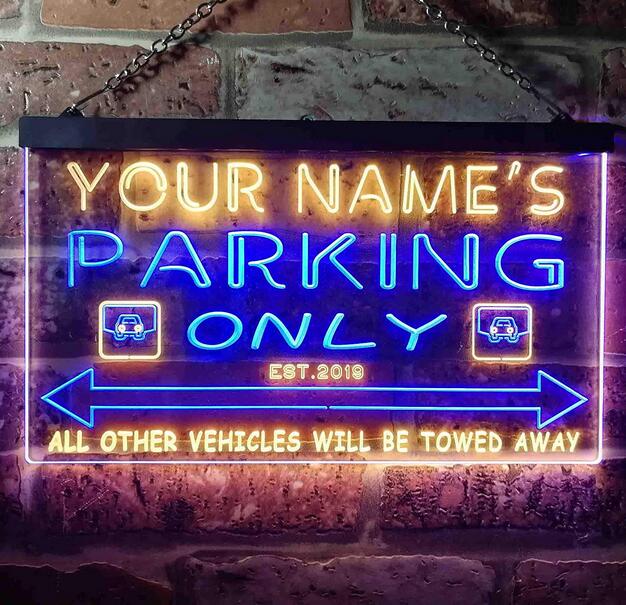 YOUR NAME'S
PARKING
ONLY
EST.2019
ALL OTHER VEHICLES WILL BE TOWED AWAY